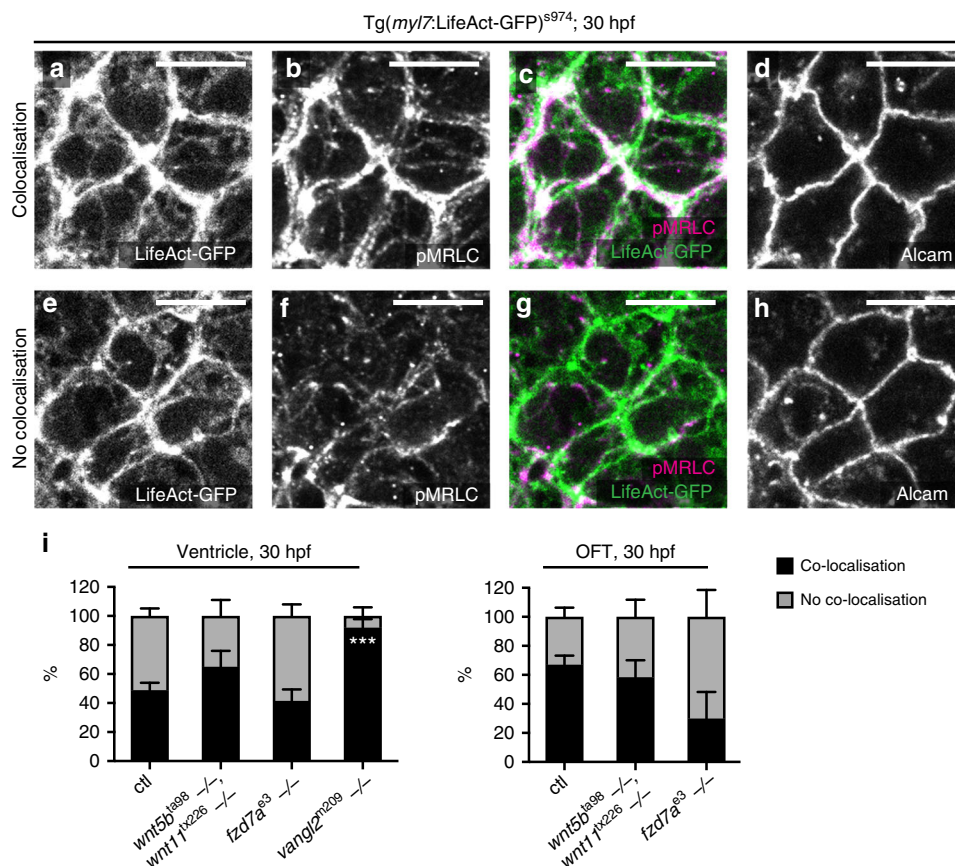 Tg(myl7:LifeAct-GFP)s974; 30 hpf
Colocalisation
a
LifeAct-GFP
b
pMRLC
c
pMRLC
LifeAct-GFP
d
Alcam
No colocalisation
e
LifeAct-GFP
f
pMRLC
g
pMRLC
LifeAct-GFP
h
Alcam
i
Ventricle, 30 hpf
%
120
100
80
60
40
20
0
***
ctl
wnt5bta98 –/–,
wnt11tx226 –/–
fzd7ae3 –/–
vangl2m209 –/–
OFT, 30 hpf
%
120
100
80
60
40
20
0
ctl
wnt5bta98 –/–,
wnt11tx226 –/–
fzd7ae3 –/–
Co-localisation
No co-localisation